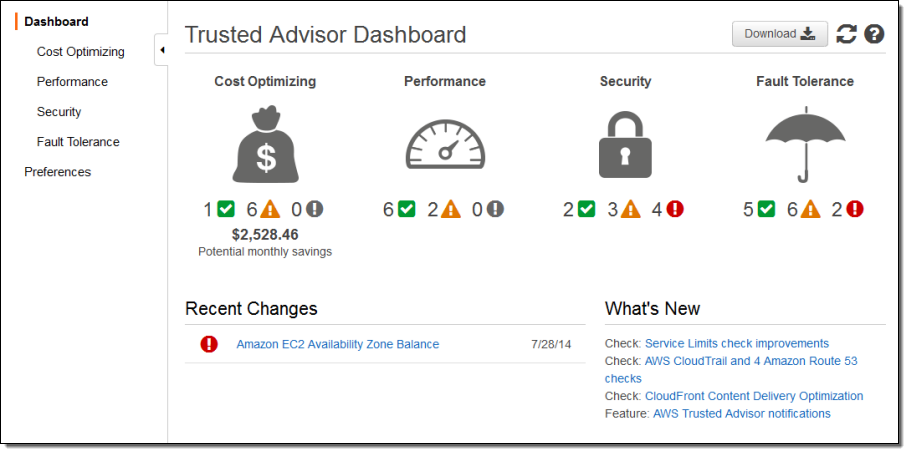 Dashboard
Cost Optimizing
Performance
Security
Fault Tolerance
Preferences
Trusted Advisor Dashboard
Download
Cost Optimizing
Performance
Security
Fault Tolerance
$
1 6 0
6 2 0
2 3 4
5 6 2
$2,528.46
Potential monthly savings
Recent Changes
Amazon EC2 Availability Zone Balance 7/28/14
What's New
Check: Service Limits check improvements
Check: AWS CloudTrail and 4 Amazon Route 53
checks
Check: CloudFront Content Delivery Optimization
Feature: AWS Trusted Advisor notifications